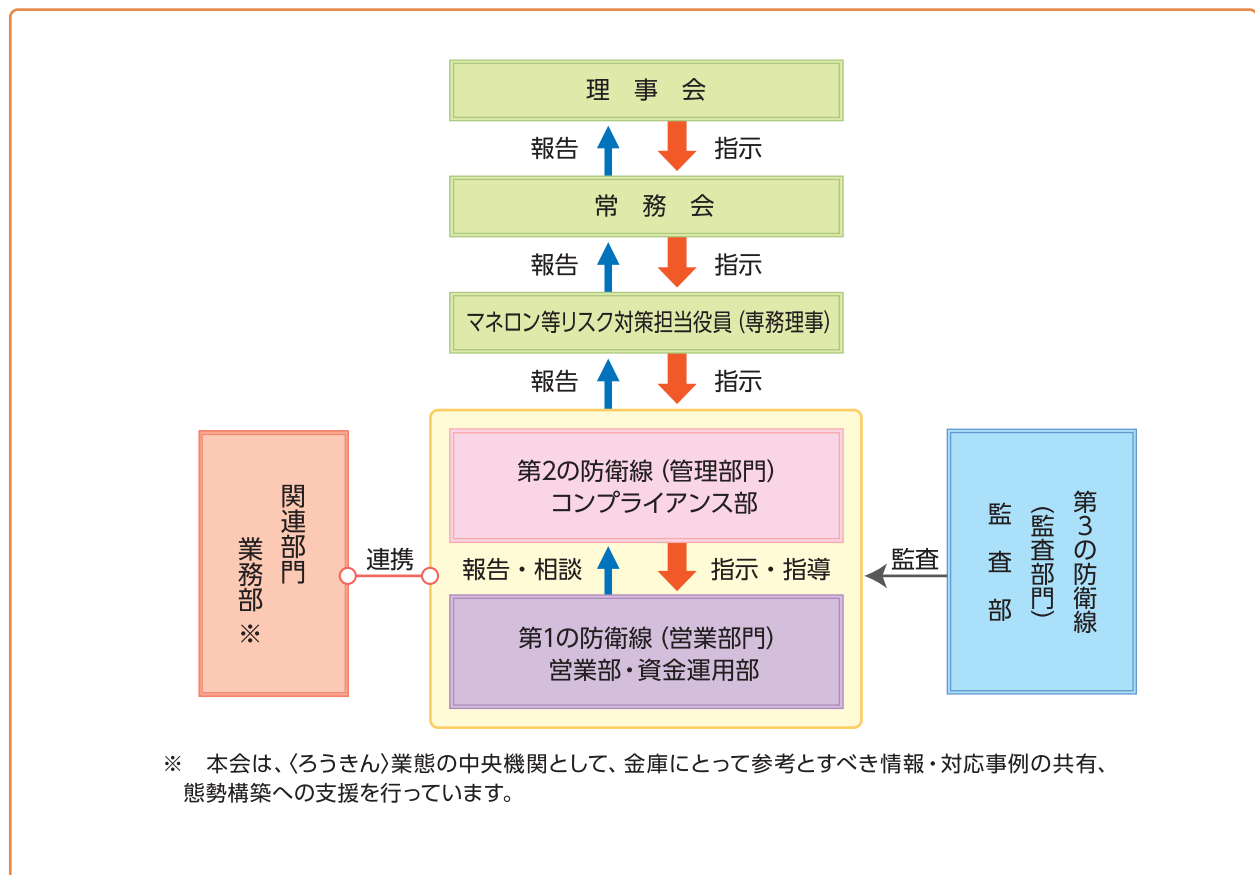 理　事　会
報告
指示
常　務　会
報告
指示
マネロン等リスク対策担当役員（専務理事）
報告
指示
第2の防衛線（管理部門）
コンプライアンス部
報告・相談
指示・指導
第1の防衛線（営業部門）
営業部・資金運用部
関連部門
業務部 ※
連携
監査
第３の防衛線
（監査部門）
監　査　部
※　本会は、〈ろうきん〉業態の中央機関として、金庫にとって参考とすべき情報・対応事例の共有、
態勢構築への支援を行っています。